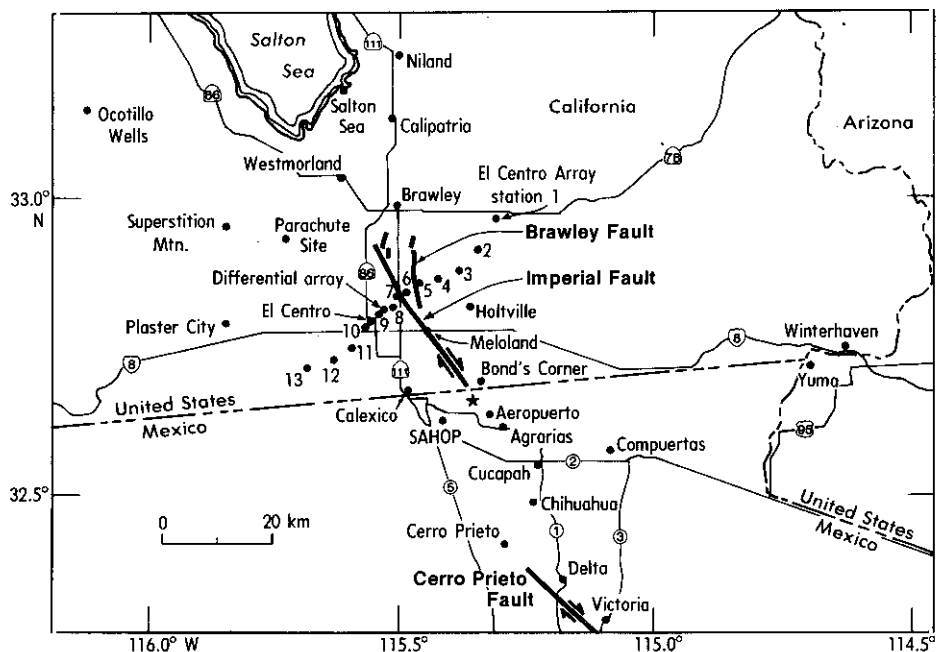 Salton
Sea
111
Niland
86
Salton
Sea
California
Ocotillo
Wells
Calipatria
Arizona
78
Westmorland
El Centro Array
station 1
33.0°
N
Brawley
Superstition
Mtn.
Parachute
Site
Brawley Fault
2
86
3
Differential array
6
5
4
Imperial Fault
7
El Centro
8
Holtville
Plaster City
10
9
Meloland
Winterhaven
8
11
8
12
13
111
Bond's Corner
Yuma
United States
Mexico
Calexico
Aeropuerto
95
SAHOP
Agrarias
Compuertas
Cucapah
2
32.5°
5
Chihuahua
United States
Mexico
0
20 km
Cerro Prieto
1
3
Cerro Prieto
Fault
Delta
Victoria
116.0° W
115.5°
115.0°
114.5°